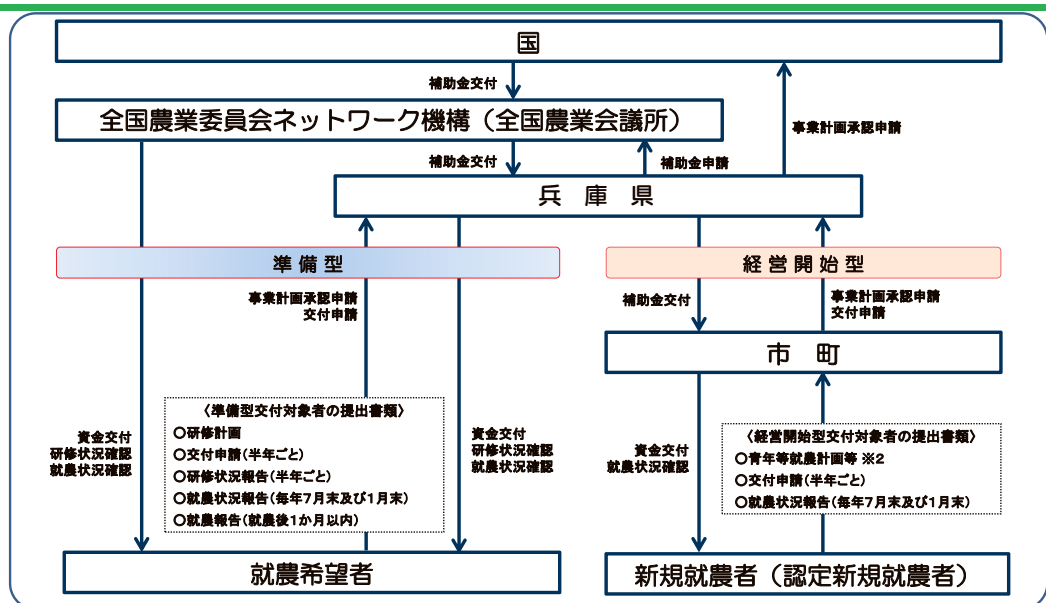 国
補助金交付
全国農業委員会ネットワーク機構（全国農業会議所）
事業計画承認申請
補助金交付
補助金申請
兵　庫　県
準 備 型
経 営 開 始 型
事業計画承認申請
交付申請
補助金交付
事業計画承認申請
交付申請
市　町
〈準備型交付対象者の提出書類〉
○研修計画
○交付申請(半年ごと)
○研修状況報告(半年ごと)
○就農状況報告(毎年7月末及び1月末)
○就農報告(就農後1か月以内)
資金交付
研修状況確認
就農状況確認
資金交付
研修状況確認
就農状況確認
資金交付
就農状況確認
〈経営開始型交付対象者の提出書類〉
○青年等就農計画等 ※2
○交付申請(半年ごと)
○就農状況報告(毎年7月末及び1月末)
就農希望者
新規就農者（認定新規就農者）